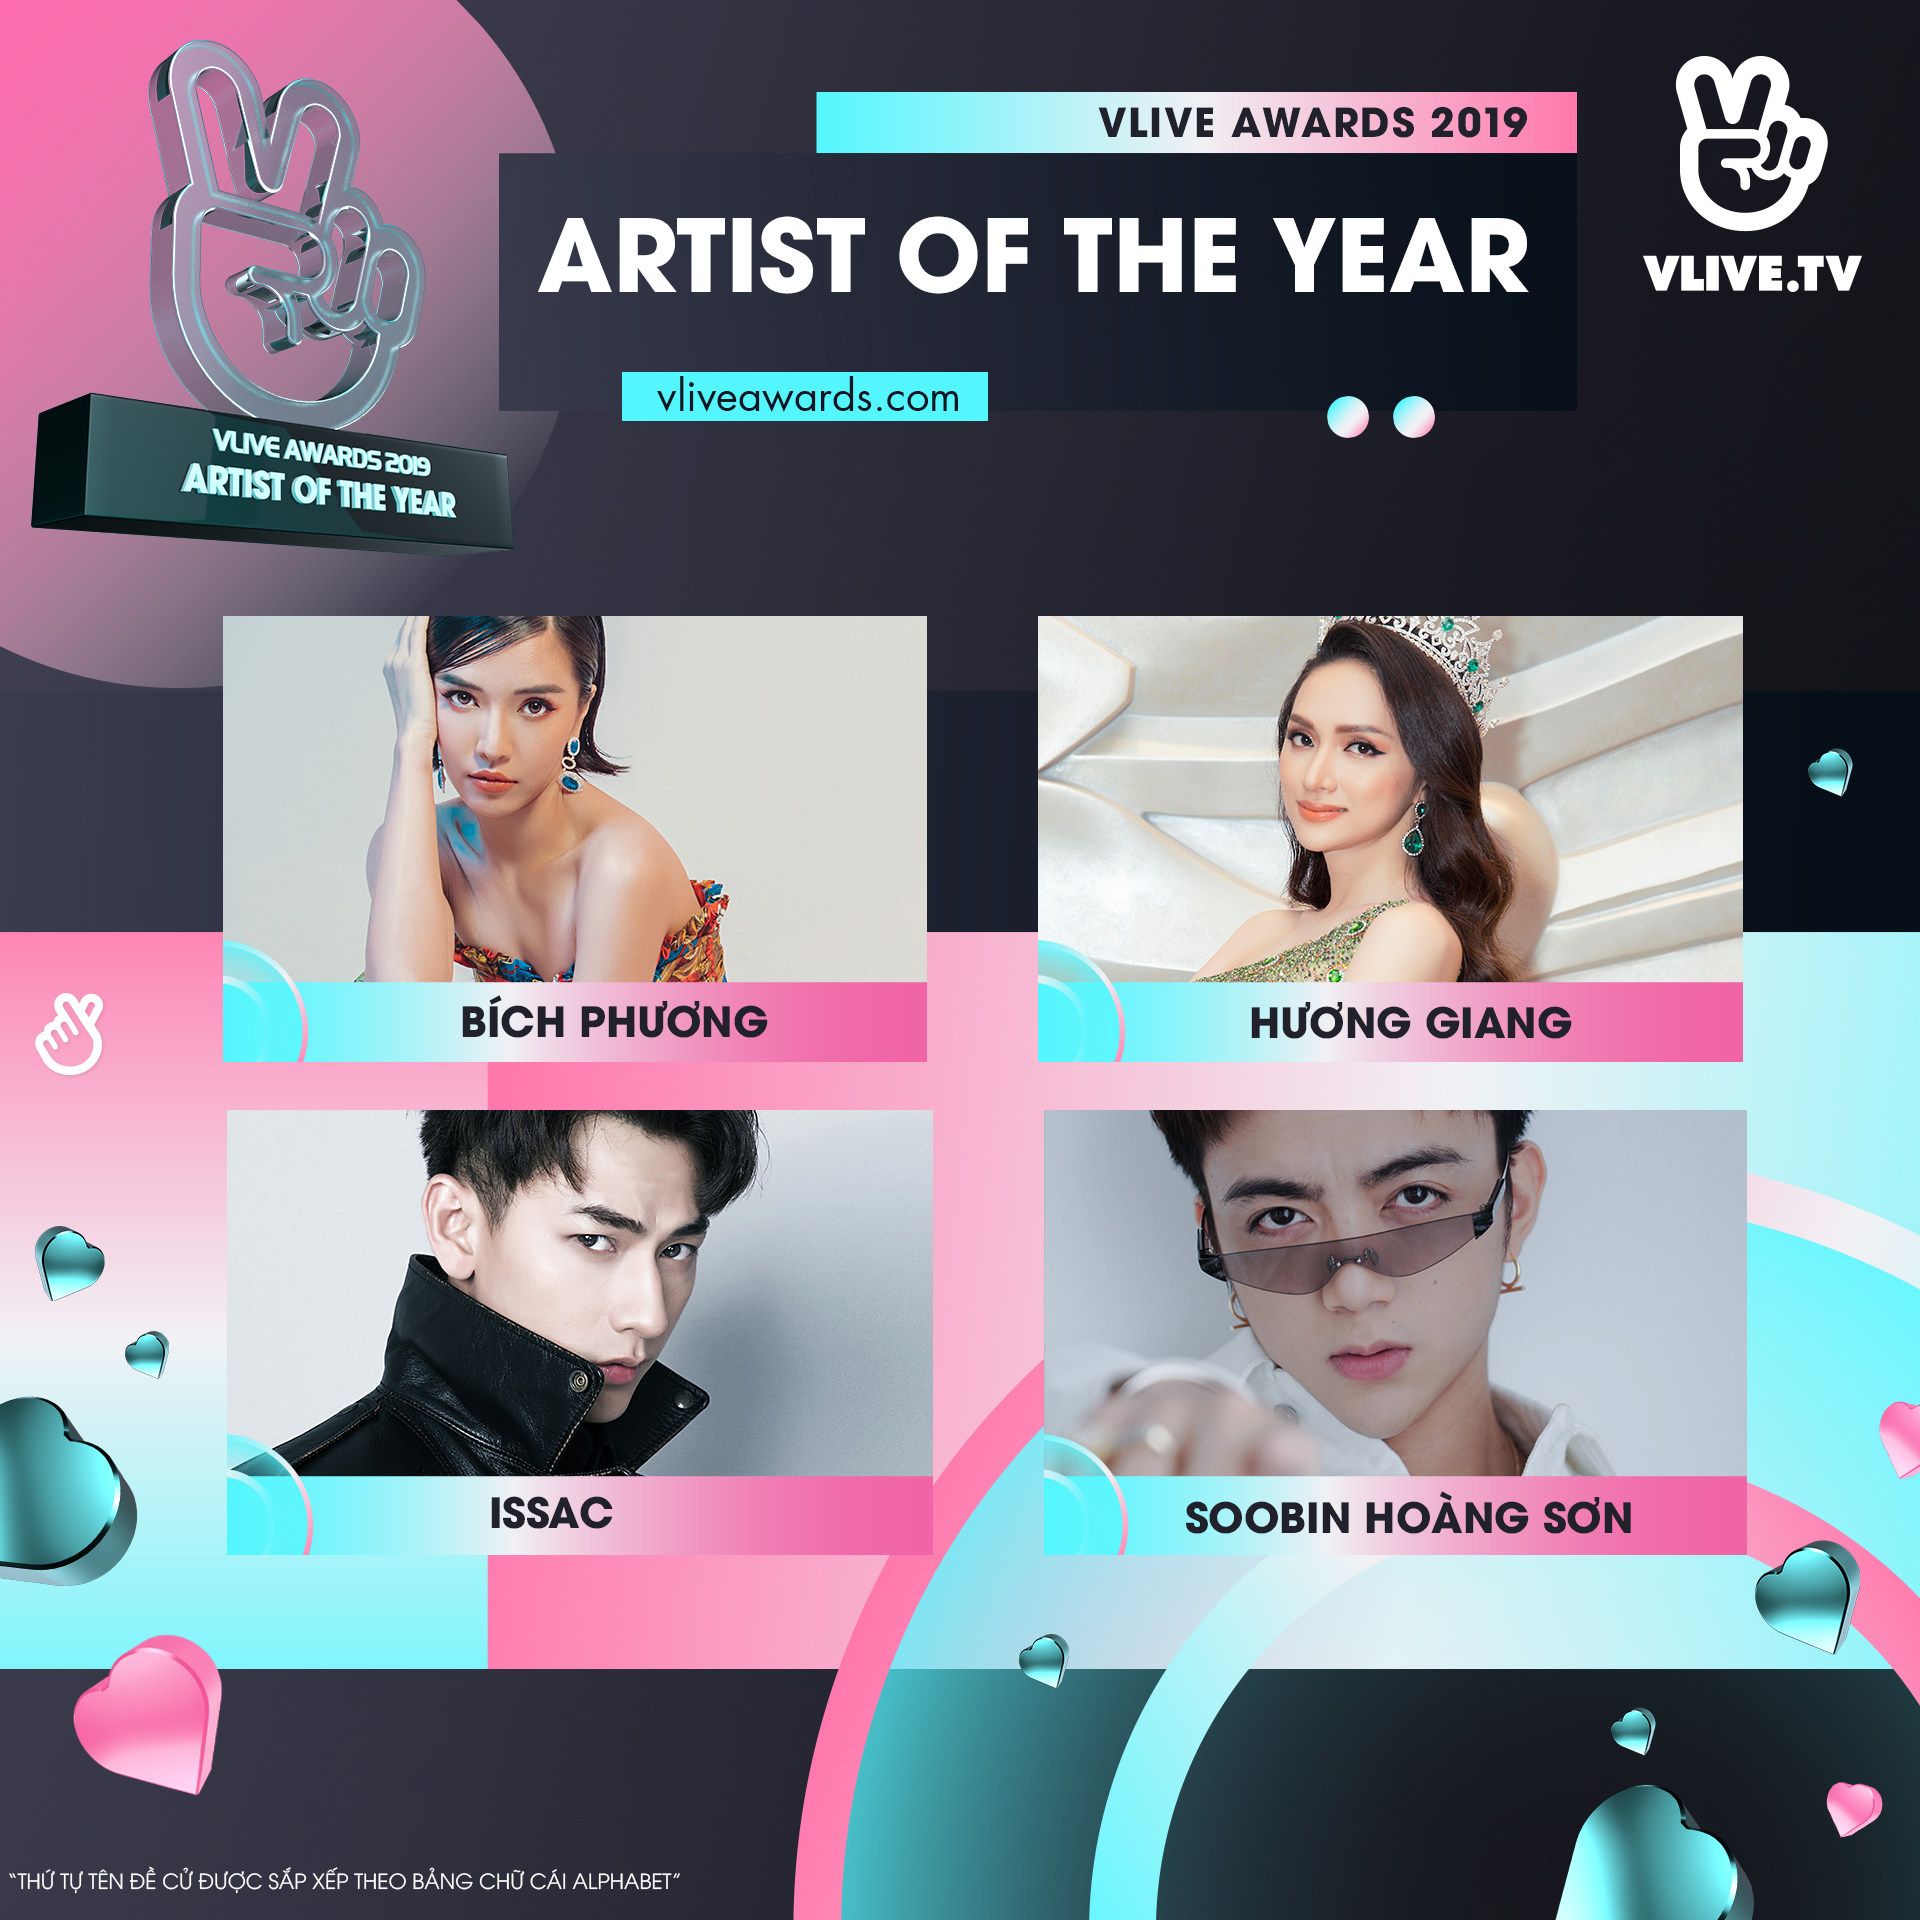 VLIVE AWARDS 2019
ARTIST OF THE YEAR
VLIVE.TV
vliveawards.com
VLIVE AWARDS 2019
ARTIST OF THE YEAR
BÍCH PHƯƠNG
HƯƠNG GIANG
ISSAC
SOOBIN HOÀNG SƠN
“THỨ TỰ TÊN ĐỀ CỬ ĐƯỢC SẮP XẾP THEO BẢNG CHỮ CÁI ALPHABET”